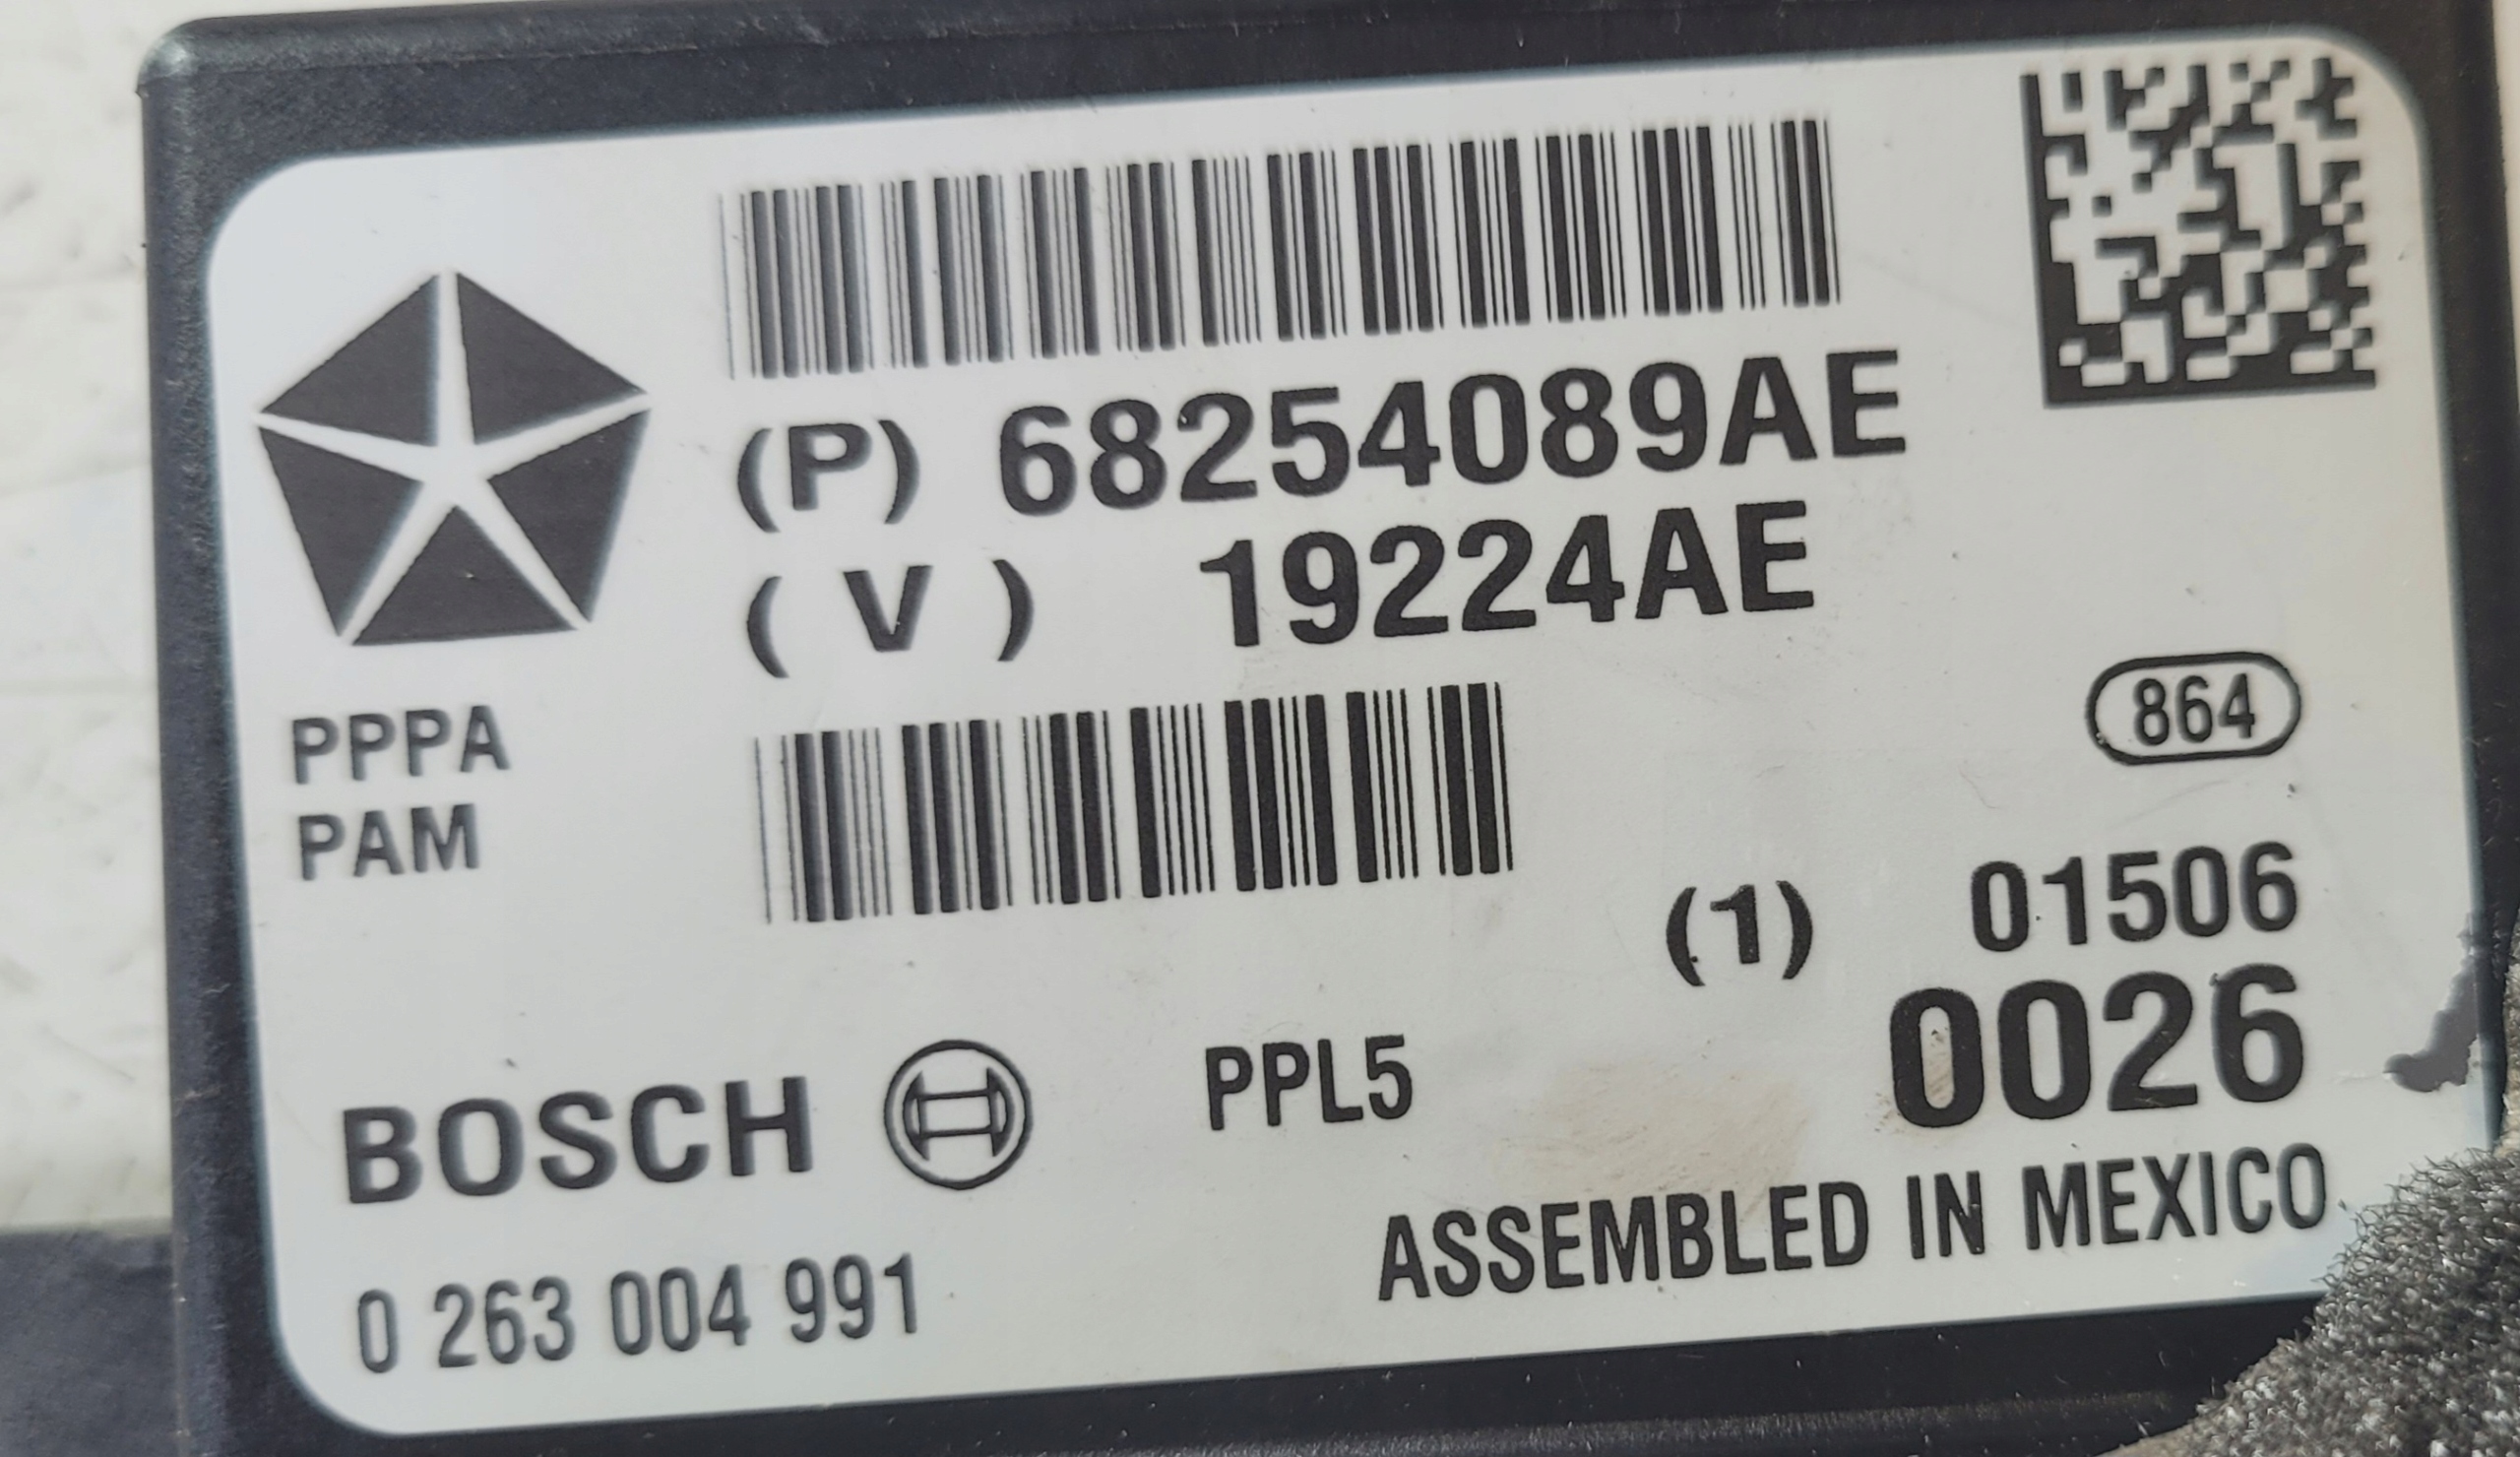 (P) 68254089AE
(V) 19224AE
PPPA
PAM
864
(1) 01506
0026
BOSCH
PPL5
ASSEMBLED IN MEXICO
0 263 004 991